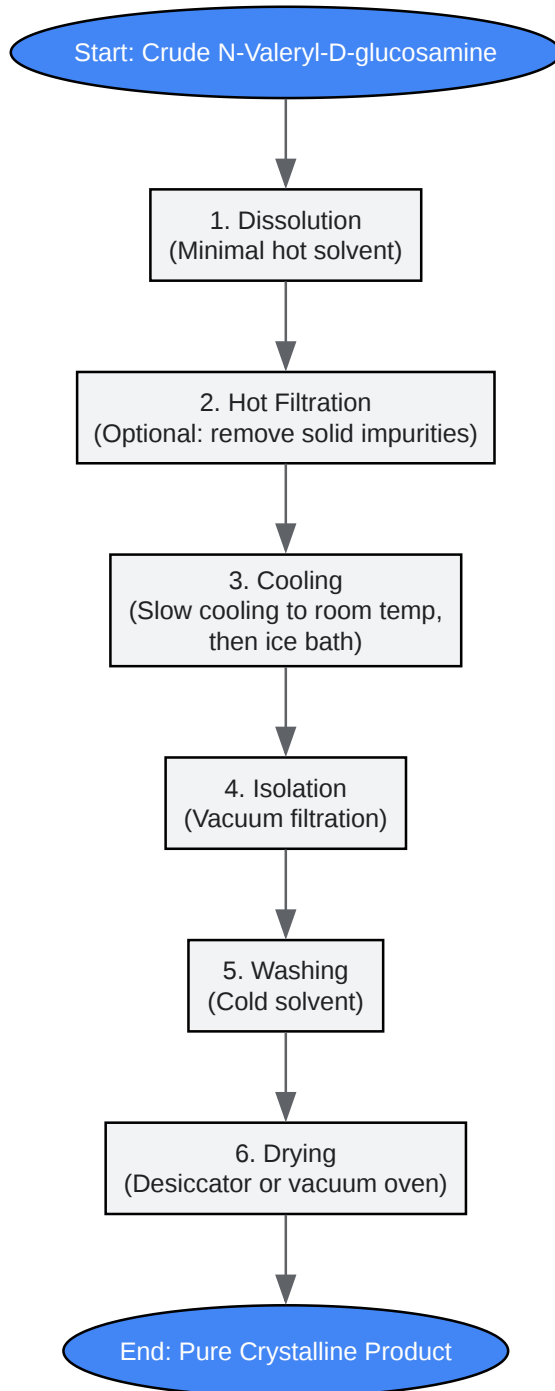 Start: Crude N-Valeryl-D-glucosamine
1. Dissolution
(Minimal hot solvent)
2. Hot Filtration
(Optional: remove solid impurities)
3. Cooling
(Slow cooling to room temp,
then ice bath)
4. Isolation
(Vacuum filtration)
5. Washing
(Cold solvent)
6. Drying
(Desiccator or vacuum oven)
End: Pure Crystalline Product